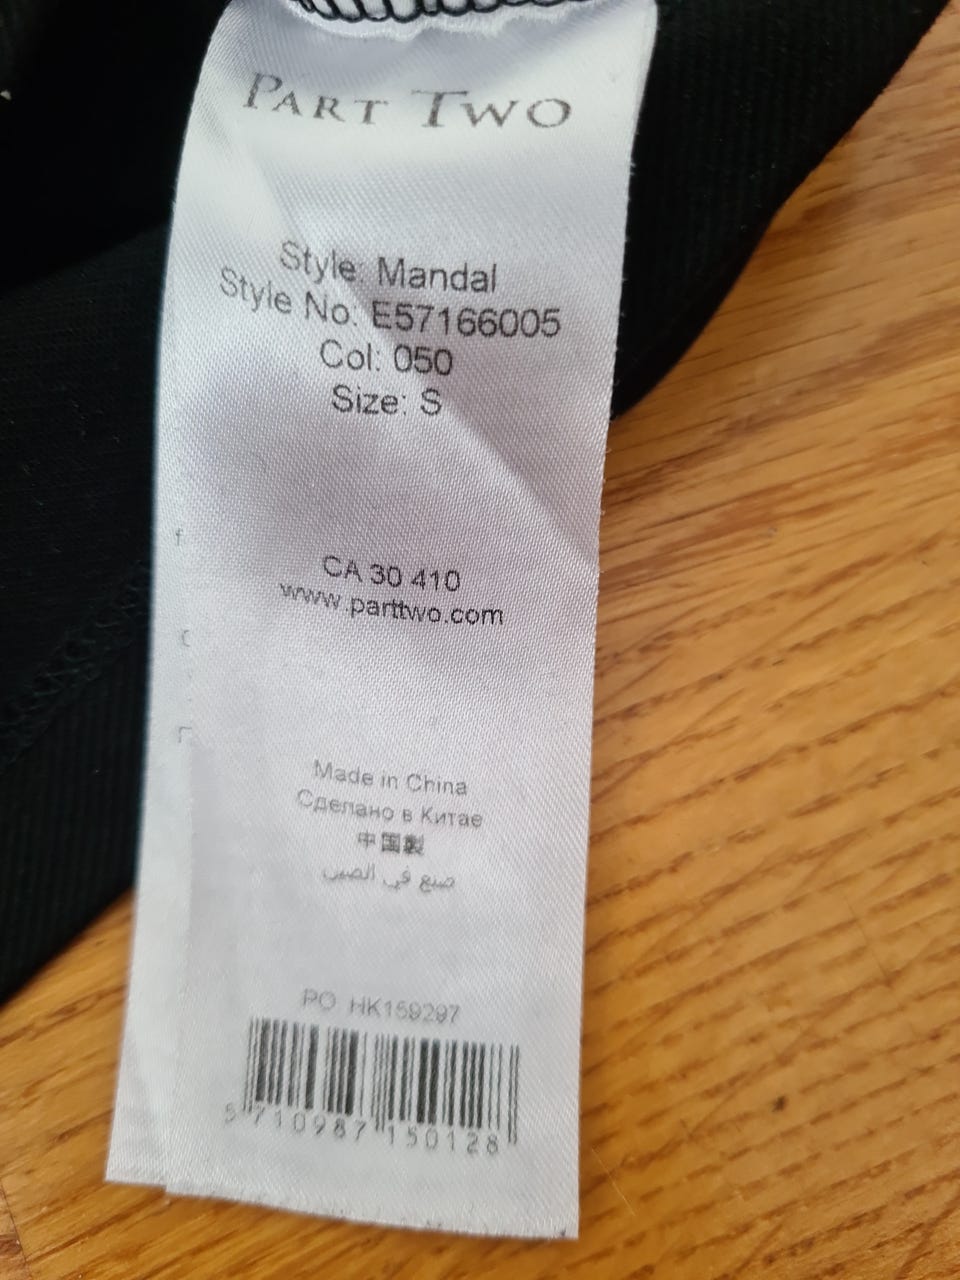 PART TWO
Style: Mandal
Style No. E57166005
Col: 050
Size: S
CA 30 410
www.parttwo.com
Made in China
Сделано в Китае
中国製
صنع في الصين
PO HK159297
5 710987 150128